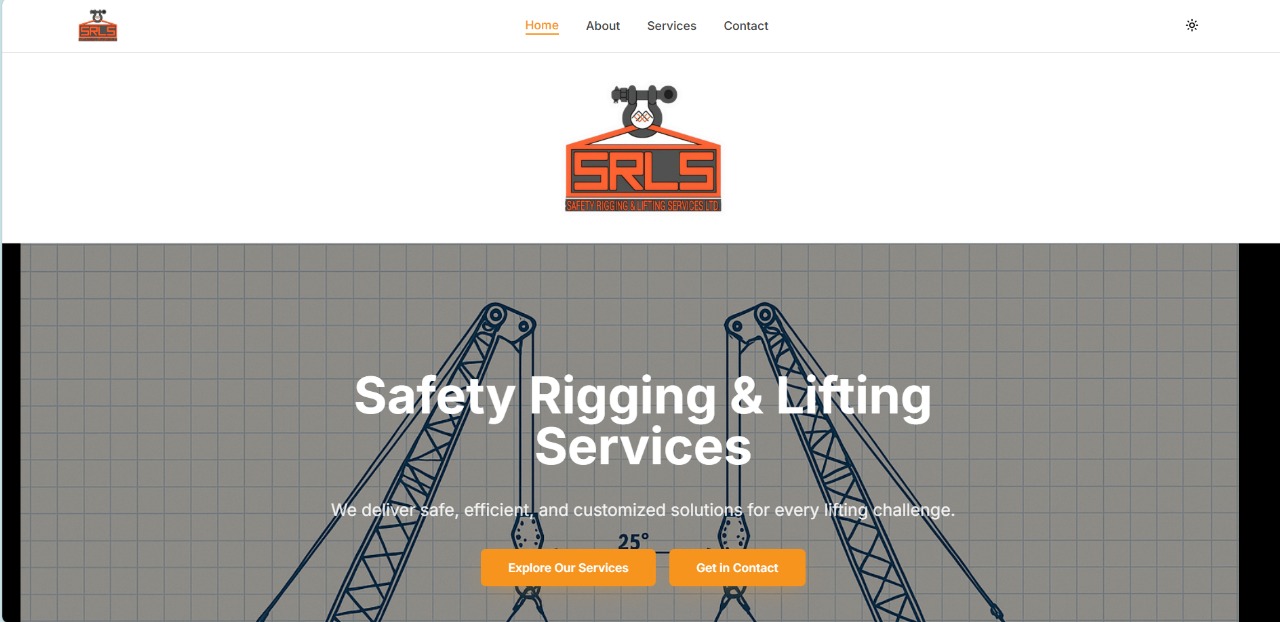 SRLS
Home About Services Contact
SRLS
SAFETY RIGGING & LIFTING SERVICES LTD
Safety Rigging & Lifting
Services
We deliver safe, efficient, and customized solutions for every lifting challenge.
25°
Explore Our Services Get in Contact